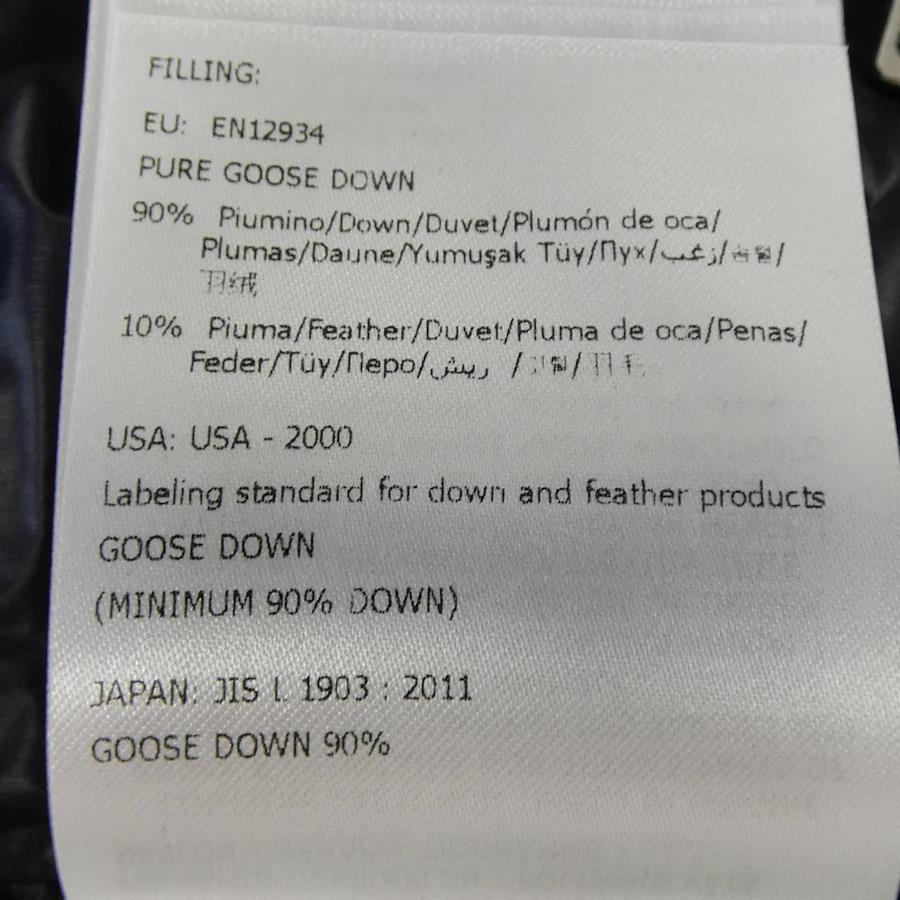 FILLING:
EU: EN12934
PURE GOOSE DOWN
90% Piumino/Down/Duvet/Plumón de oca/
Plumas/Daune/Yumuşak Tüy/Пух/زغب/
羽绒
10% Piuma/Feather/Duvet/Pluma de oca/Penas/
Feder/Tüy/Перо/ريش /
USA: USA - 2000
Labeling standard for down and feather products
GOOSE DOWN
(MINIMUM 90% DOWN)
JAPAN: JIS L 1903 : 2011
GOOSE DOWN 90%